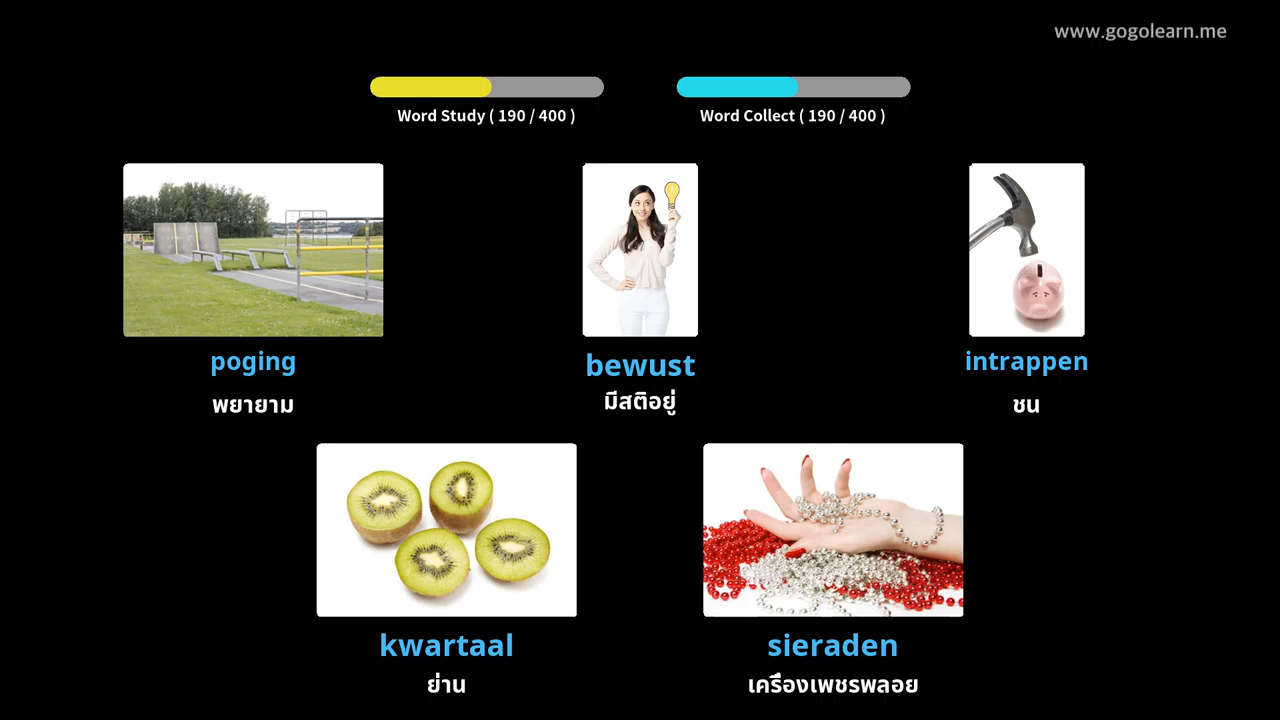 www.gogolearn.me
Word Study ( 190 / 400 )
Word Collect ( 190 / 400 )
poging
พยายาม
bewust
มีสติอยู่
intrappen
ชน
kwartaal
ย่าน
sieraden
เครื่องเพชรพลอย